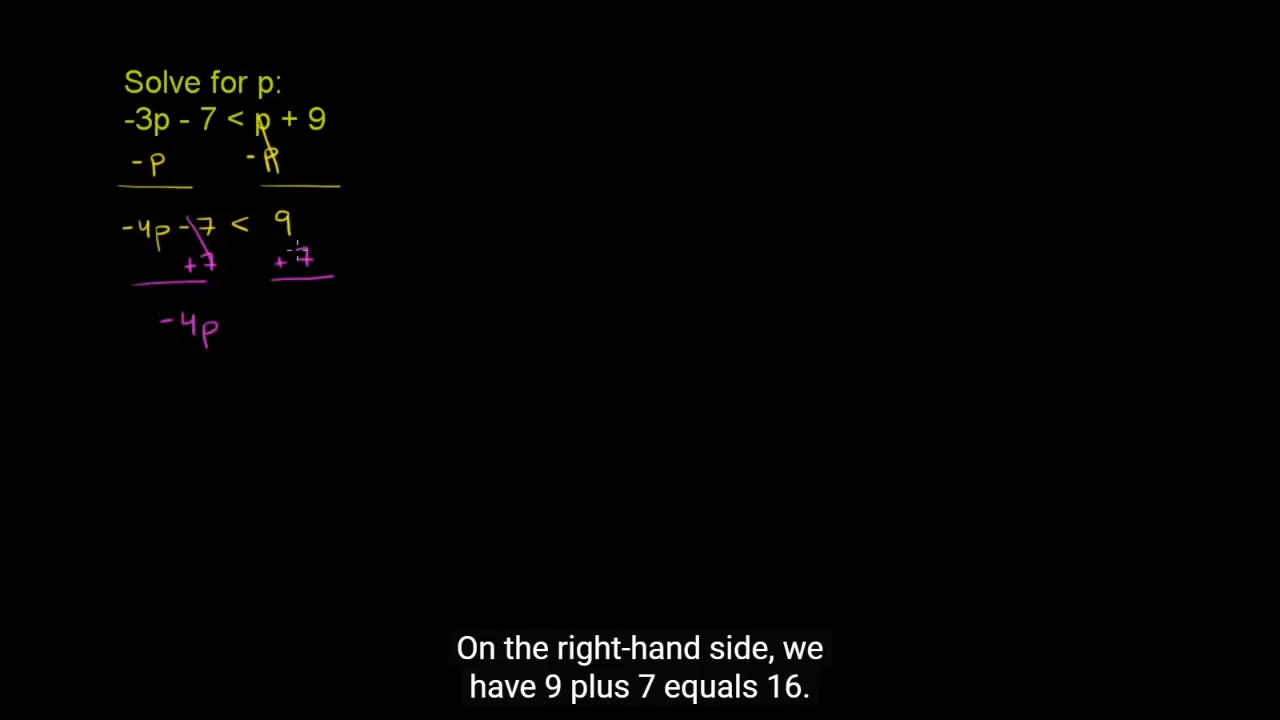 Solve for p:
-3p - 7 < p + 9
-p -p
-4p -7 < 9
+7 +7
-4p
On the right-hand side, we
have 9 plus 7 equals 16.